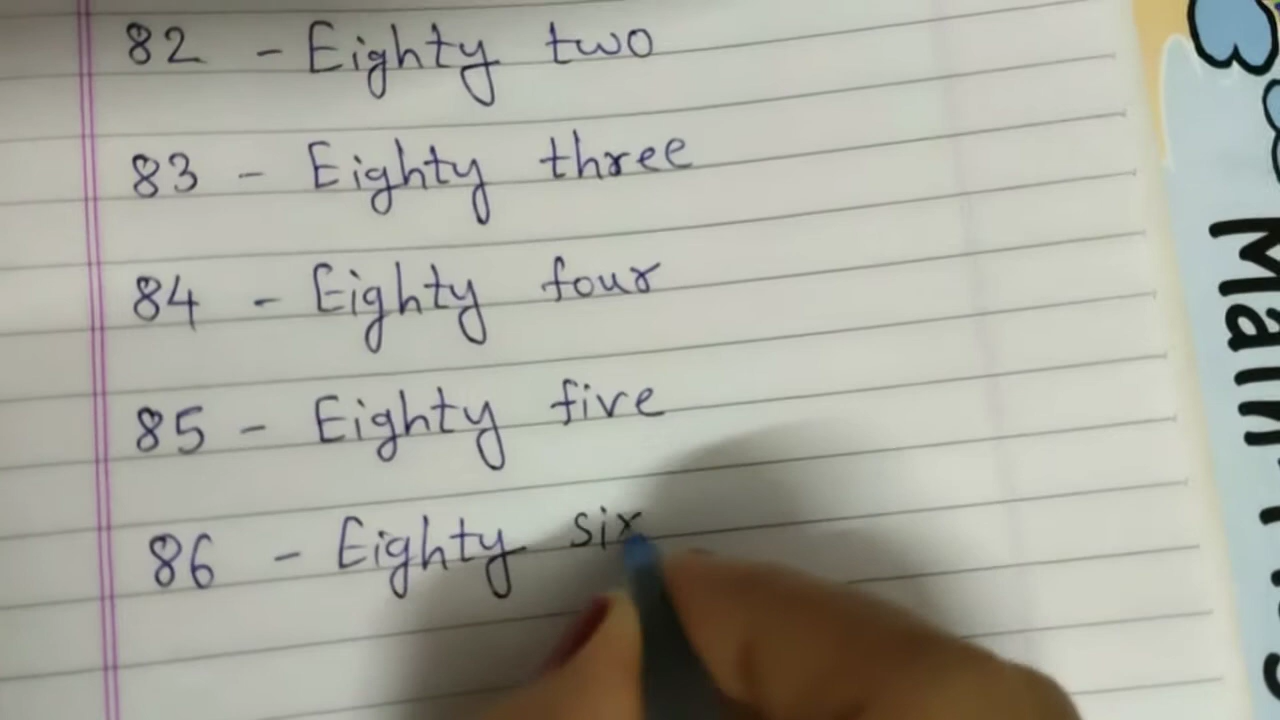 82 - Eighty two
83 - Eighty three
84 - Eighty four
85 - Eighty five
86 - Eighty six